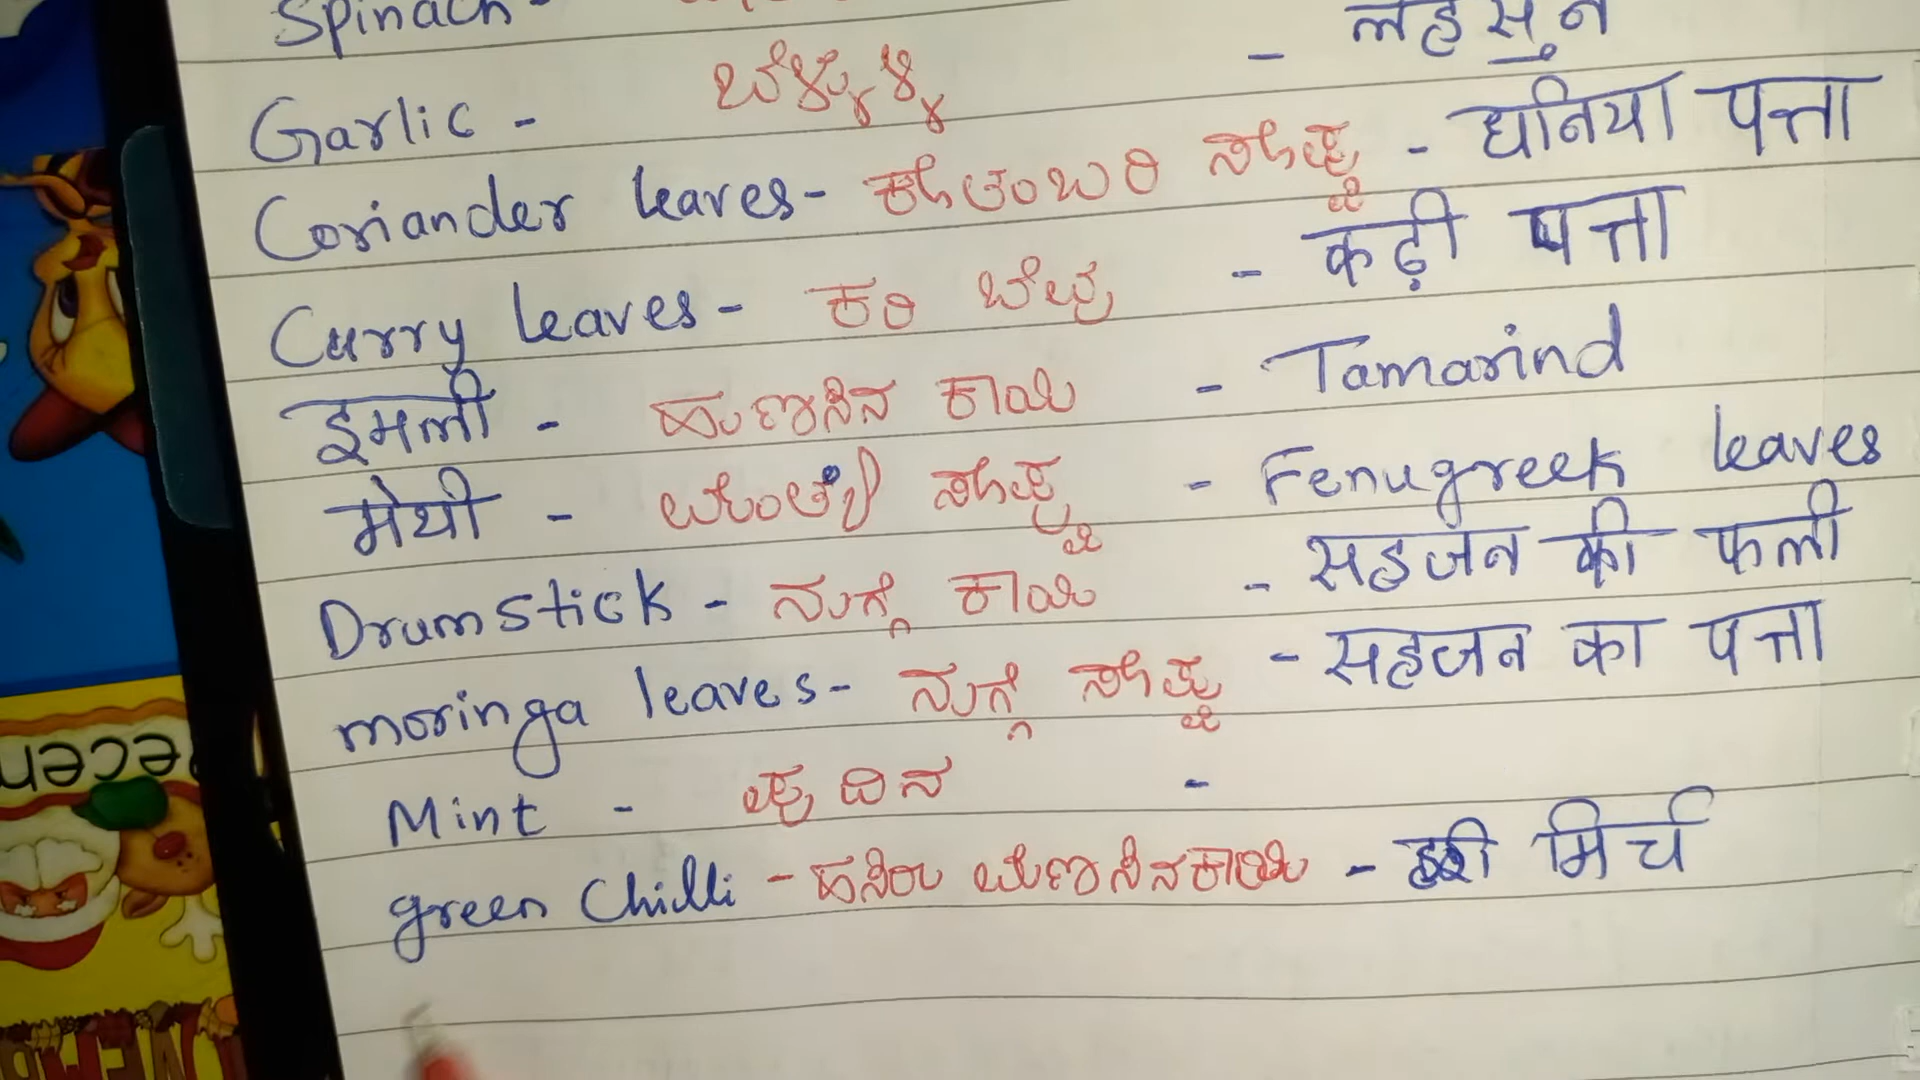 Spinach -
Garlic - ಬೆಳ್ಳುಳ್ಳಿ - लहसुन
Coriander leaves - ಕೊತಂಬರಿ ಸೊಪ್ಪು - धनिया पत्ता
Curry leaves - ಕರಿ ಬೇವು - कढ़ी पत्ता
इमली - ಹುಣಸಿನ ಕಾಯಿ - Tamarind
मेथी - ಮೆಂತ್ಯೆ ಸೊಪ್ಪು - Fenugreek leaves
Drumstick - ನುಗ್ಗೆ ಕಾಯಿ - सहजन की फली
moringa leaves - ನುಗ್ಗೆ ಸೊಪ್ಪು - सहजन का पत्ता
Mint - ಪುದಿನ -
green Chilli - ಹಸಿರು ಮೆಣಸಿನಕಾಯಿ - हरी मिर्च